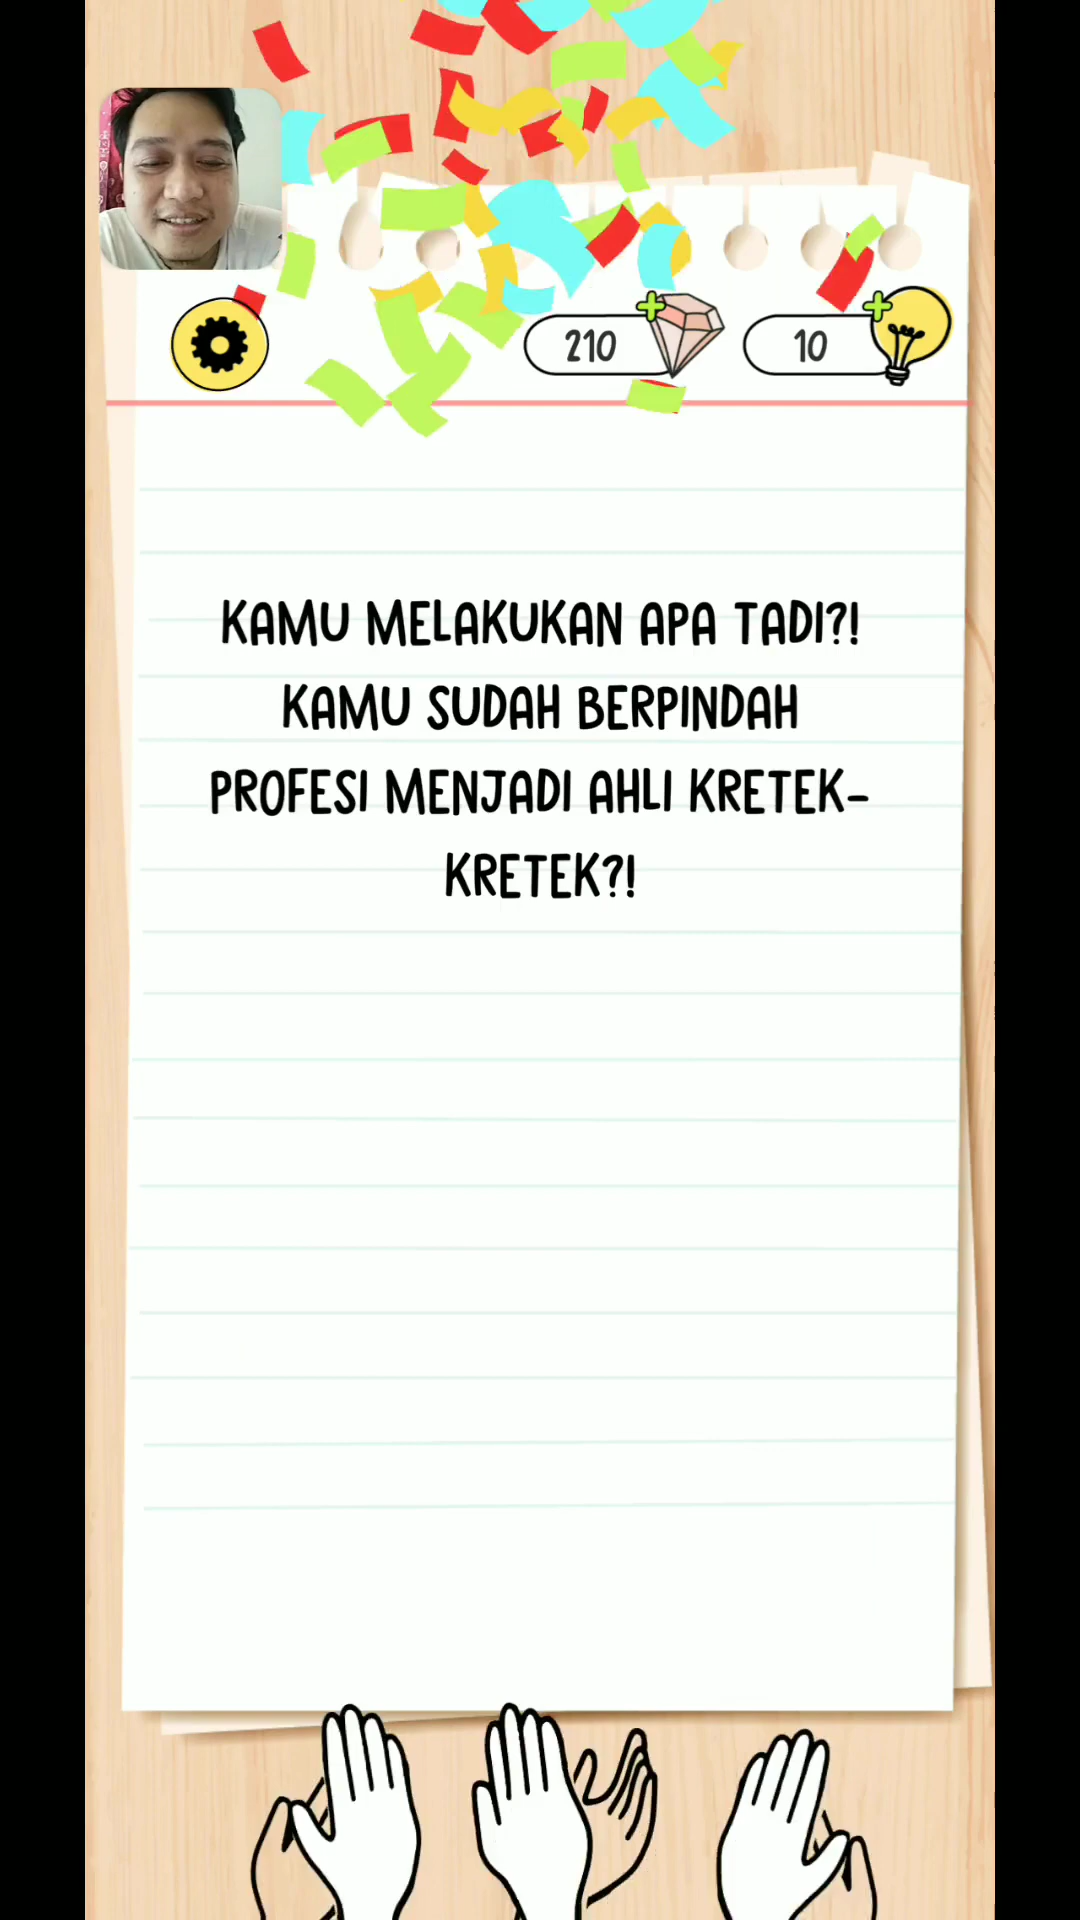 210
10
KAMU MELAKUKAN APA TADI?!
KAMU SUDAH BERPINDAH
PROFESI MENJADI AHLI KRETEK-
KRETEK?!